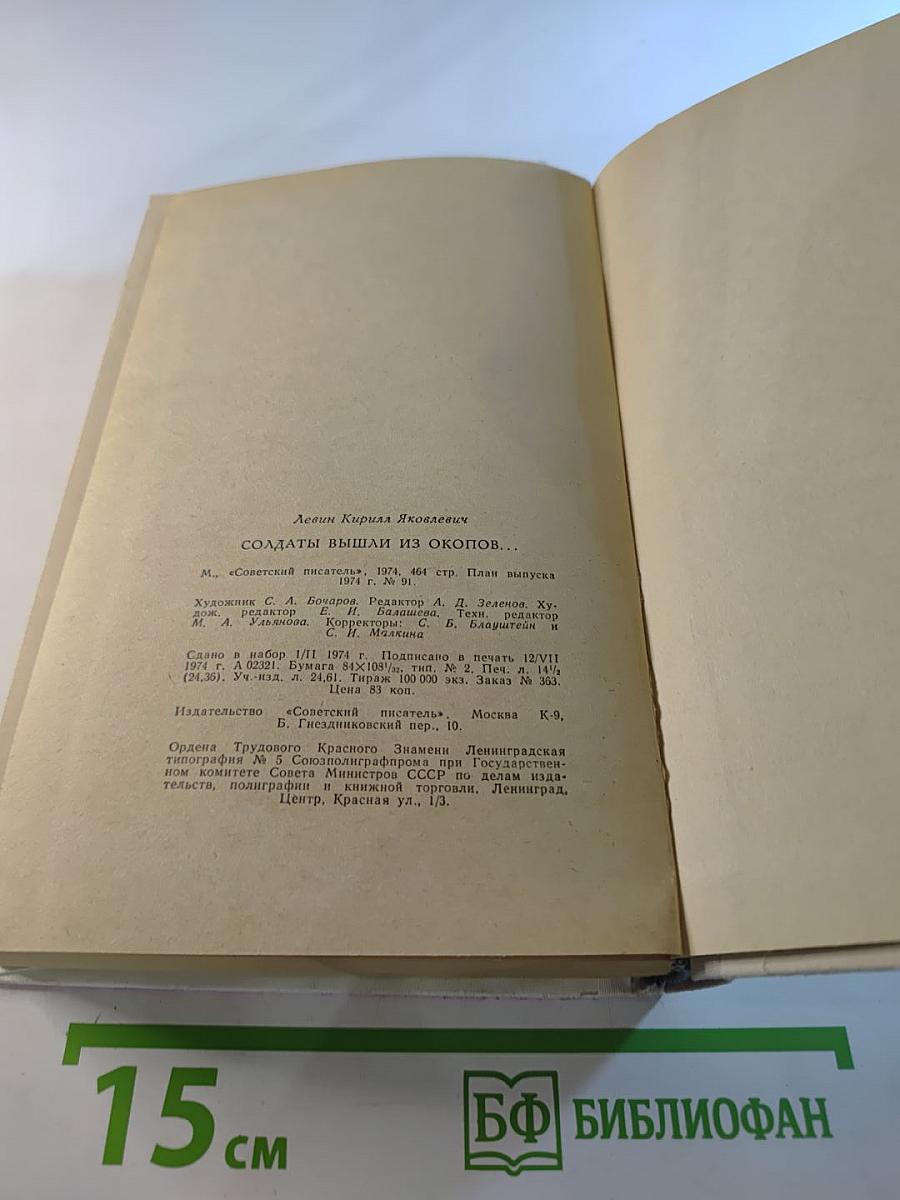 Левин Кирилл Яковлевич
СОЛДАТЫ ВЫШЛИ ИЗ ОКОПОВ...
М., «Советский писатель», 1974, 464 стр. План выпуска
1974 г. № 91.
Художник С. А. Бочаров. Редактор А. Д. Зеленов. Ху-
дож. редактор Е. И. Балашева. Техн. редактор
М. А. Ульянова. Корректоры: С. Б. Блауштейн и
С. И. Малкина
Сдано в набор 1/II 1974 г. Подписано в печать 12/VII
1974 г. А 02321. Бумага 84×108¹/₃₂, тип. № 2. Печ. л. 14½
(24,36). Уч.-изд. л. 24,61. Тираж 100 000 экз. Заказ № 363.
Цена 83 коп.
Издательство «Советский писатель». Москва К-9,
Б. Гнездниковский пер., 10.
Ордена Трудового Красного Знамени Ленинградская
типография № 5 Союзполиграфпрома при Государствен-
ном комитете Совета Министров СССР по делам изда-
тельств, полиграфии и книжной торговли. Ленинград,
Центр, Красная ул., 1/3.
15 см
БФ БИБЛИОФАН